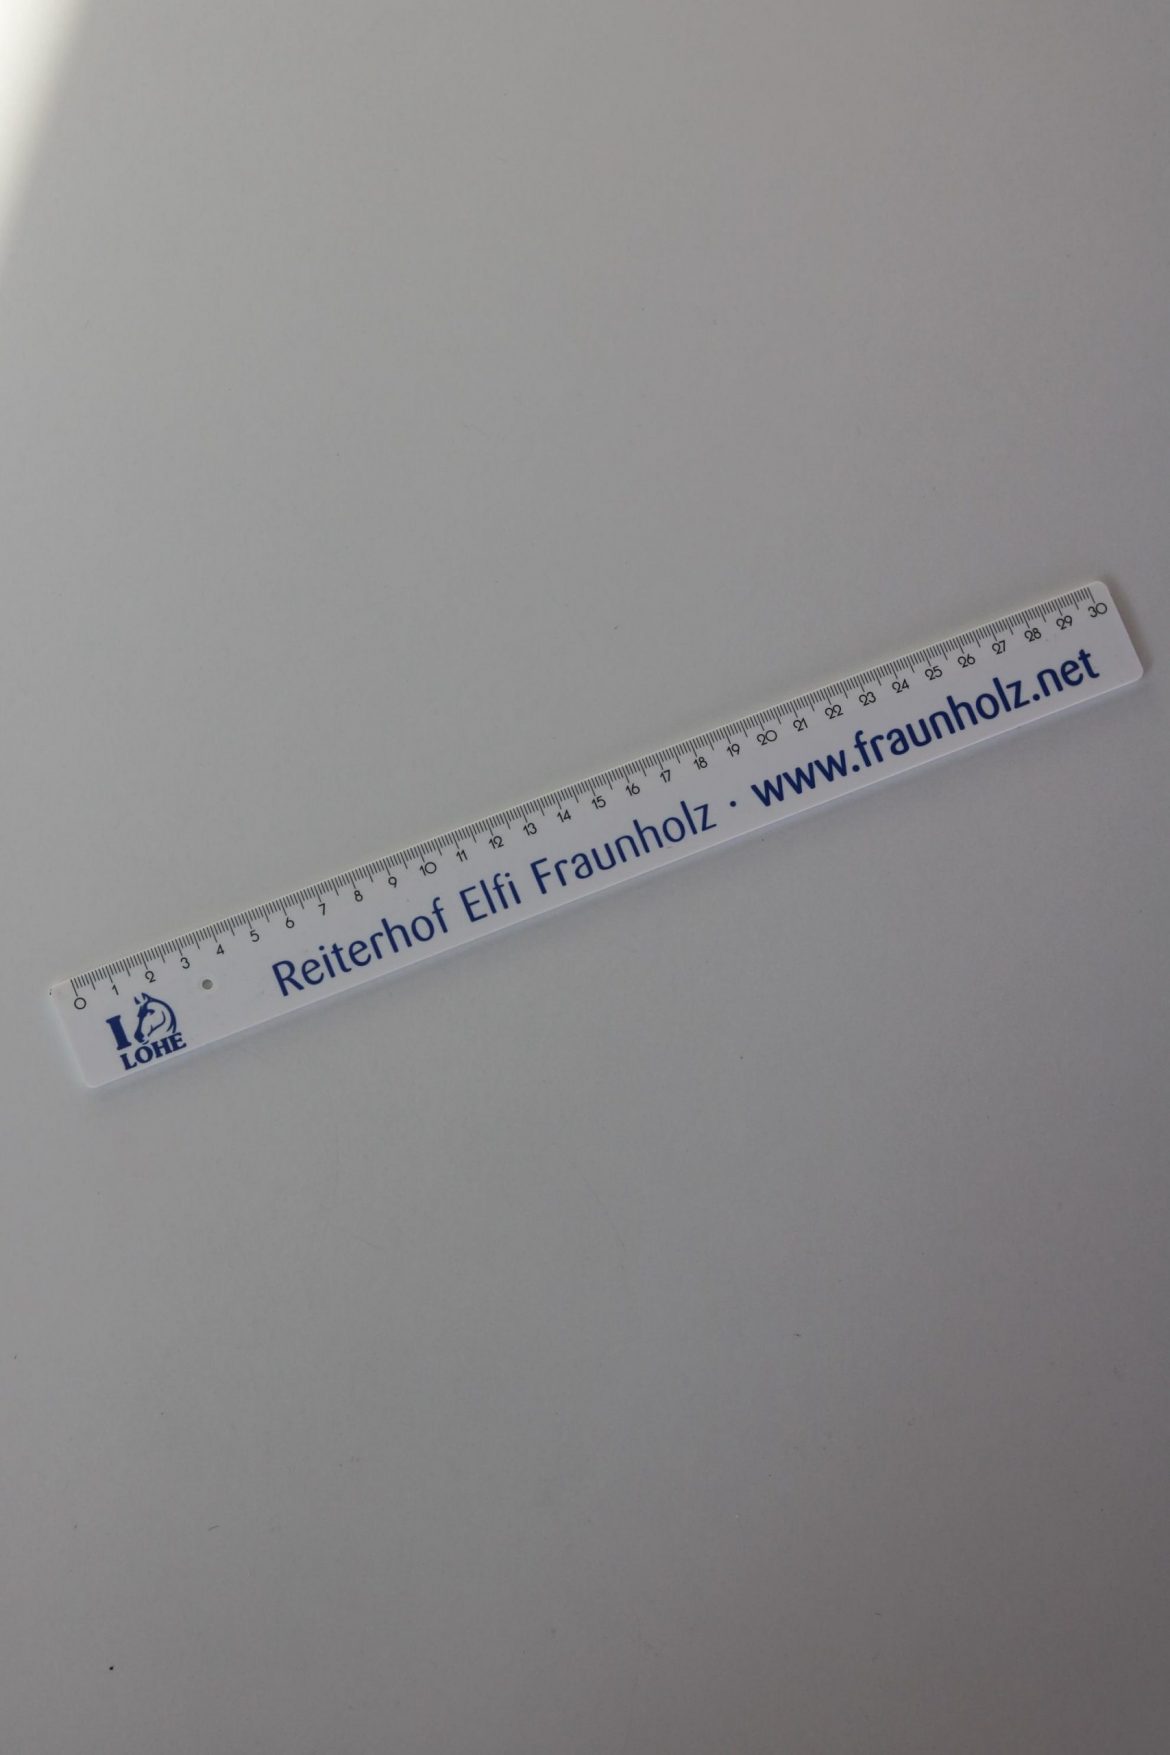 0 1 2 3 4 5 6 7 8 9 10 11 12 13 14 15 16 17 18 19 20 21 22 23 24 25 26 27 28 29 30
Reiterhof Elfi Fraunholz · www.fraunholz.net
I
LOHE